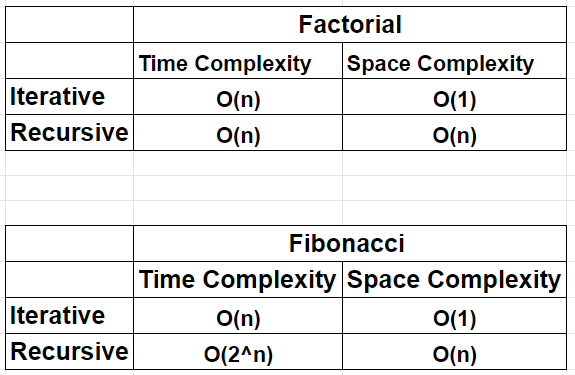 Factorial
Time Complexity Space Complexity
Iterative O(n) O(1)
Recursive O(n) O(n)
Fibonacci
Time Complexity Space Complexity
Iterative O(n) O(1)
Recursive O(2^n) O(n)